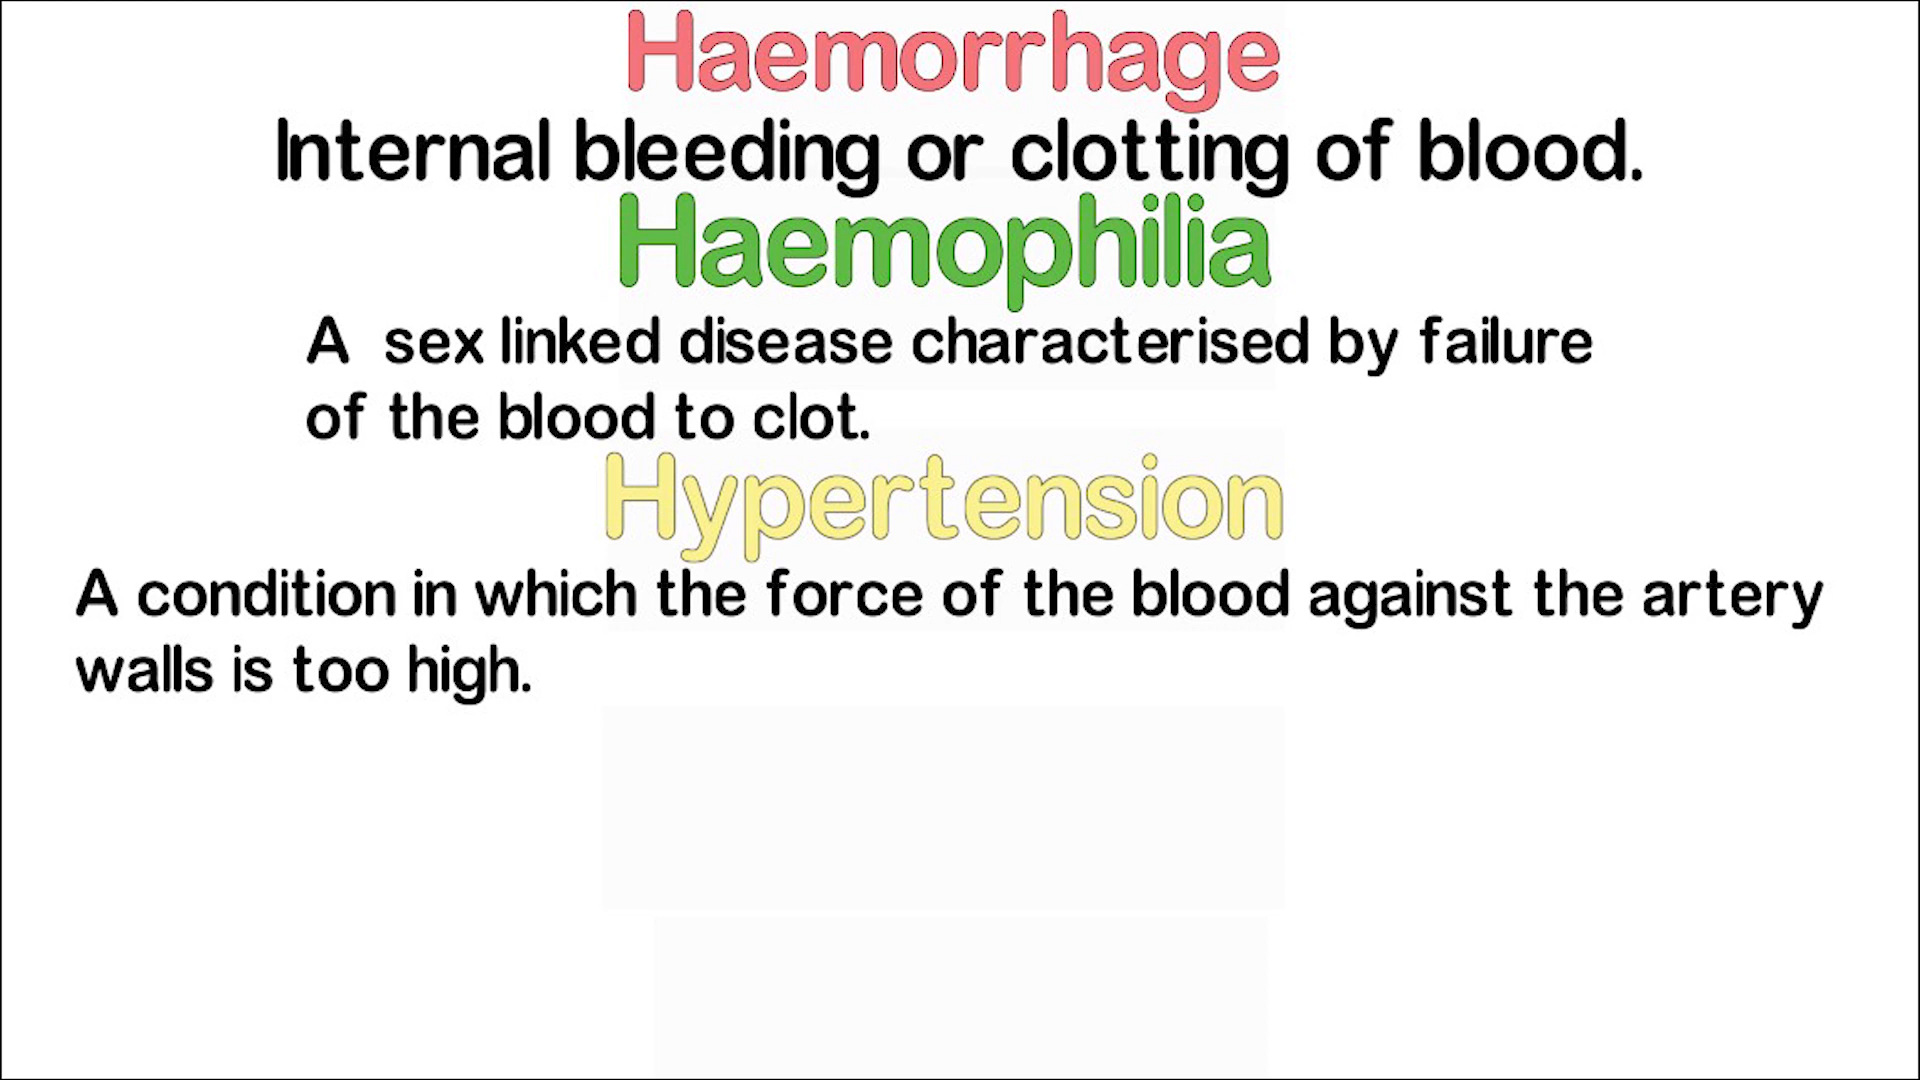 Haemorrhage
Internal bleeding or clotting of blood.
Haemophilia
A sex linked disease characterised by failure
of the blood to clot.
Hypertension
A condition in which the force of the blood against the artery
walls is too high.